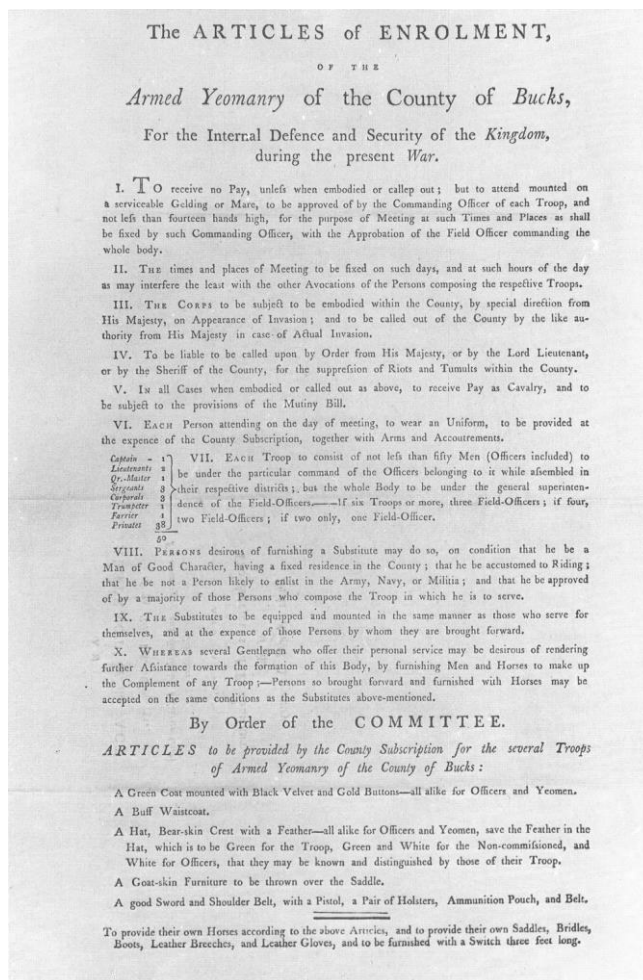 The ARTICLES of ENROLMENT,
OF THE
Armed Yeomanry of the County of Bucks,
For the Internal Defence and Security of the Kingdom,
during the present War.
I. TO receive no Pay, unleſs when embodied or callep out; but to attend mounted on
a serviceable Gelding or Mare, to be approved of by the Commanding Officer of each Troop, and
not leſs than fourteen hands high, for the purpose of Meeting at such Times and Places as shall
be fixed by such Commanding Officer, with the Approbation of the Field Officer commanding the
whole body.
II. THE times and places of Meeting to be fixed on such days, and at such hours of the day
as may interfere the least with the other Avocations of the Persons composing the respective Troops.
III. THE CORPS to be subject to be embodied within the County, by special direction from
His Majesty, on Appearance of Invasion; and to be called out of the County by the like au-
thority from His Majesty in case of Actual Invasion.
IV. To be liable to be called upon by Order from His Majesty, or by the Lord Lieutenant,
or by the Sheriff of the County, for the suppreſsion of Riots and Tumults within the County.
V. IN all Cases when embodied or called out as above, to receive Pay as Cavalry, and to
be subject to the provisions of the Mutiny Bill.
VI. EACH Person attending on the day of meeting, to wear an Uniform, to be provided at
the expence of the County Subscription, together with Arms and Accoutrements.
Captain - 1
Lieutenants 2
Qr.-Master 1
Sergeants 3
Corporals 3
Trumpeter 1
Farrier 1
Privates 38
50
VII. EACH Troop to consist of not leſs than fifty Men (Officers included) to
be under the particular command of the Officers belonging to it while aſsembled in
their respective districts; but the whole Body to be under the general superinten-
dence of the Field-Officers.——If six Troops or more, three Field-Officers; if four,
two Field-Officers; if two only, one Field-Officer.
VIII. PERSONS desirous of furnishing a Substitute may do so, on condition that he be a
Man of Good Character, having a fixed residence in the County; that he be accustomed to Riding;
that he be not a Person likely to enlist in the Army, Navy, or Militia; and that he be approved
of by a majority of those Persons who compose the Troop in which he is to serve.
IX. THE Substitutes to be equipped and mounted in the same manner as those who serve for
themselves, and at the expence of those Persons by whom they are brought forward.
X. WHEREAS several Gentlemen who offer their personal service may be desirous of rendering
further Aſsistance towards the formation of this Body, by furnishing Men and Horses to make up
the Complement of any Troop;—Persons so brought forward and furnished with Horses may be
accepted on the same conditions as the Substitutes above-mentioned.
By Order of the COMMITTEE.
ARTICLES to be provided by the County Subscription for the several Troops
of Armed Yeomanry of the County of Bucks:
A Green Coat mounted with Black Velvet and Gold Buttons—all alike for Officers and Yeomen.
A Buff Waistcoat.
A Hat, Bear-skin Crest with a Feather—all alike for Officers and Yeomen, save the Feather in the
Hat, which is to be Green for the Troop, Green and White for the Non-commiſsioned, and
White for Officers, that they may be known and distinguished by those of their Troop.
A Goat-skin Furniture to be thrown over the Saddle.
A good Sword and Shoulder Belt, with a Pistol, a Pair of Holsters, Ammunition Pouch, and Belt.
To provide their own Horses according to the above Articles, and to provide their own Saddles, Bridles,
Boots, Leather Breeches, and Leather Gloves, and to be furnished with a Switch three feet long.